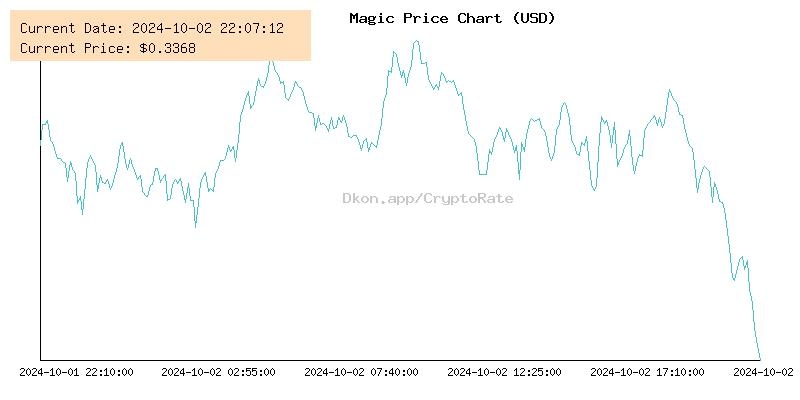 Magic Price Chart (USD)
Current Date: 2024-10-02 22:07:12
Current Price: $0.3368
Dkon.app/CryptoRate
2024-10-01 22:10:00 2024-10-02 02:55:00 2024-10-02 07:40:00 2024-10-02 12:25:00 2024-10-02 17:10:00 2024-10-02